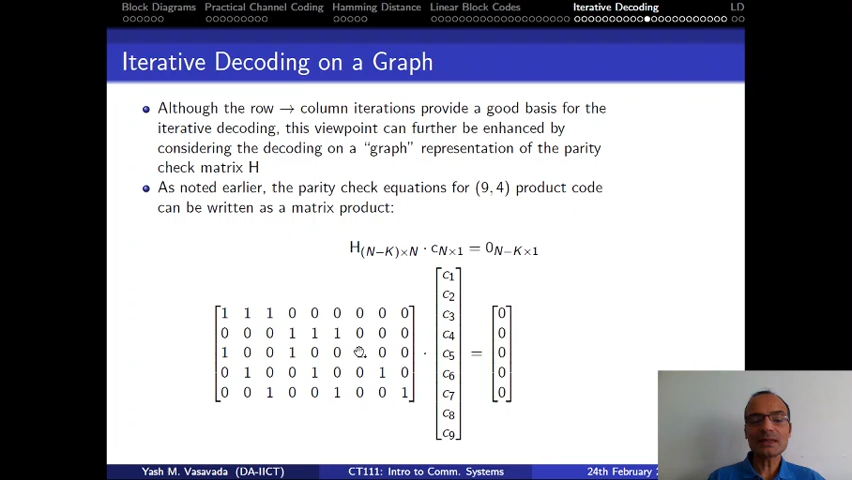 Block Diagrams Practical Channel Coding Hamming Distance Linear Block Codes Iterative Decoding LD
Iterative Decoding on a Graph
Although the row → column iterations provide a good basis for the
iterative decoding, this viewpoint can further be enhanced by
considering the decoding on a “graph” representation of the parity
check matrix H
As noted earlier, the parity check equations for (9, 4) product code
can be written as a matrix product:
H(N−K)×N · cN×1 = 0N−K×1
1 1 1 0 0 0 0 0 0 c1 0
0 0 0 1 1 1 0 0 0 c2 0
1 0 0 1 0 0 0 0 c3 0
0 1 0 0 1 0 0 1 0 c4 0
0 0 1 0 0 1 0 0 1 c5 0
· =
c6
c7
c8
c9
Yash M. Vasavada (DA-IICT) CT111: Intro to Comm. Systems 24th February